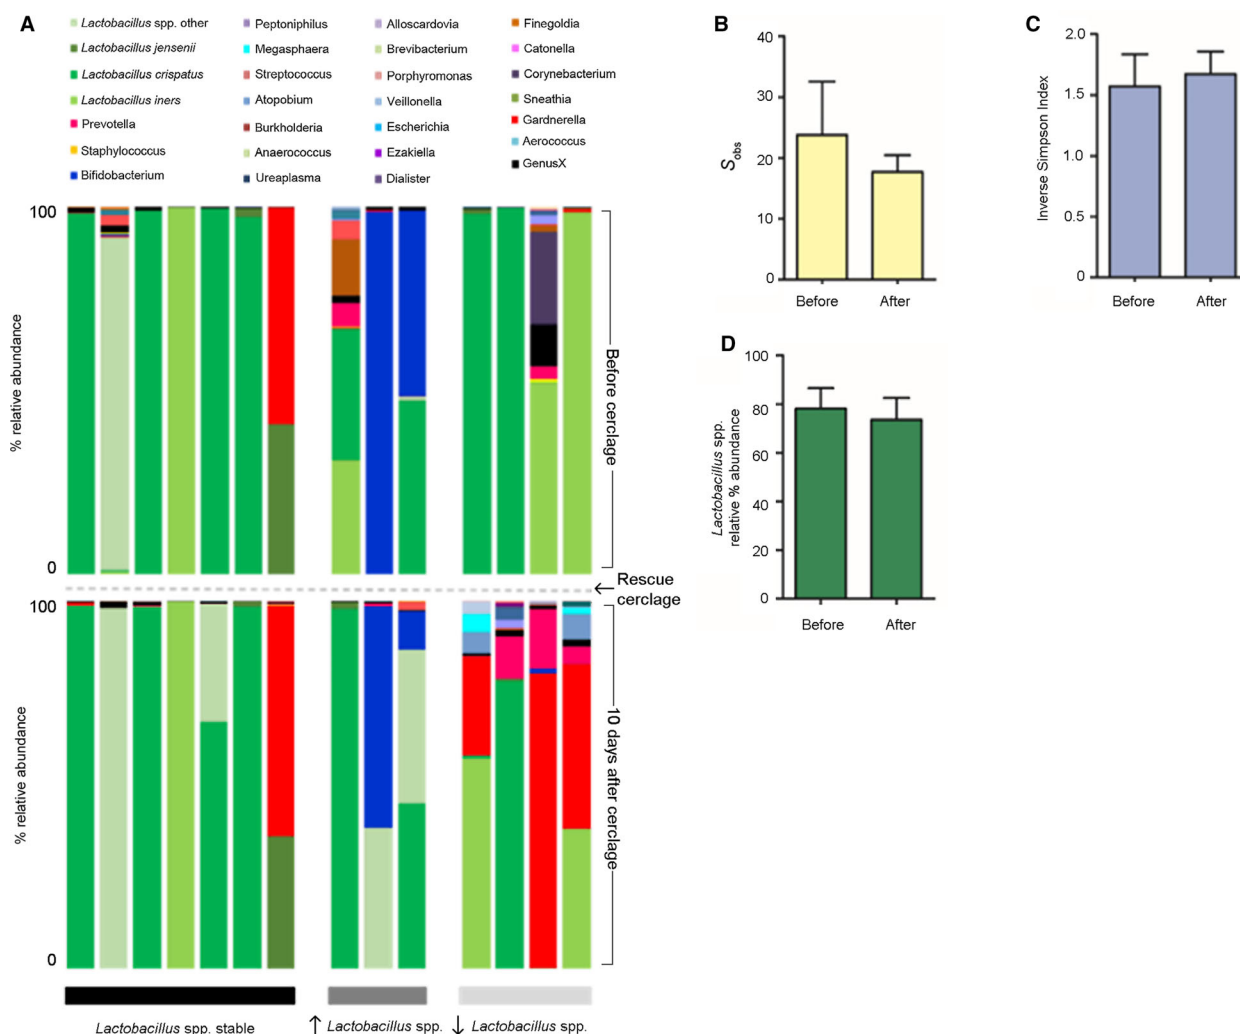 A
Lactobacillus spp. other
Lactobacillus jensenii
Lactobacillus crispatus
Lactobacillus iners
Prevotella
Staphylococcus
Bifidobacterium
Peptoniphilus
Megasphaera
Streptococcus
Atopobium
Burkholderia
Anaerococcus
Ureaplasma
Alloscardovia
Brevibacterium
Porphyromonas
Veillonella
Escherichia
Ezakiella
Dialister
Finegoldia
Catonella
Corynebacterium
Sneathia
Gardnerella
Aerococcus
GenusX
100
% relative abundance
0
Before cerclage
Rescue
cerclage
100
% relative abundance
0
10 days after cerclage
Lactobacillus spp. stable
↑ Lactobacillus spp.
↓ Lactobacillus spp.
B
40
30
20
10
0
Sobs
Before
After
C
2.0
1.5
1.0
0.5
0
Inverse Simpson Index
Before
After
D
100
80
60
40
20
0
Lactobacillus spp.
relative % abundance
Before
After